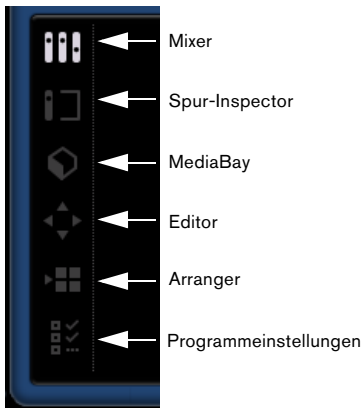 Mixer
Spur-Inspector
MediaBay
Editor
Arranger
Programmeinstellungen